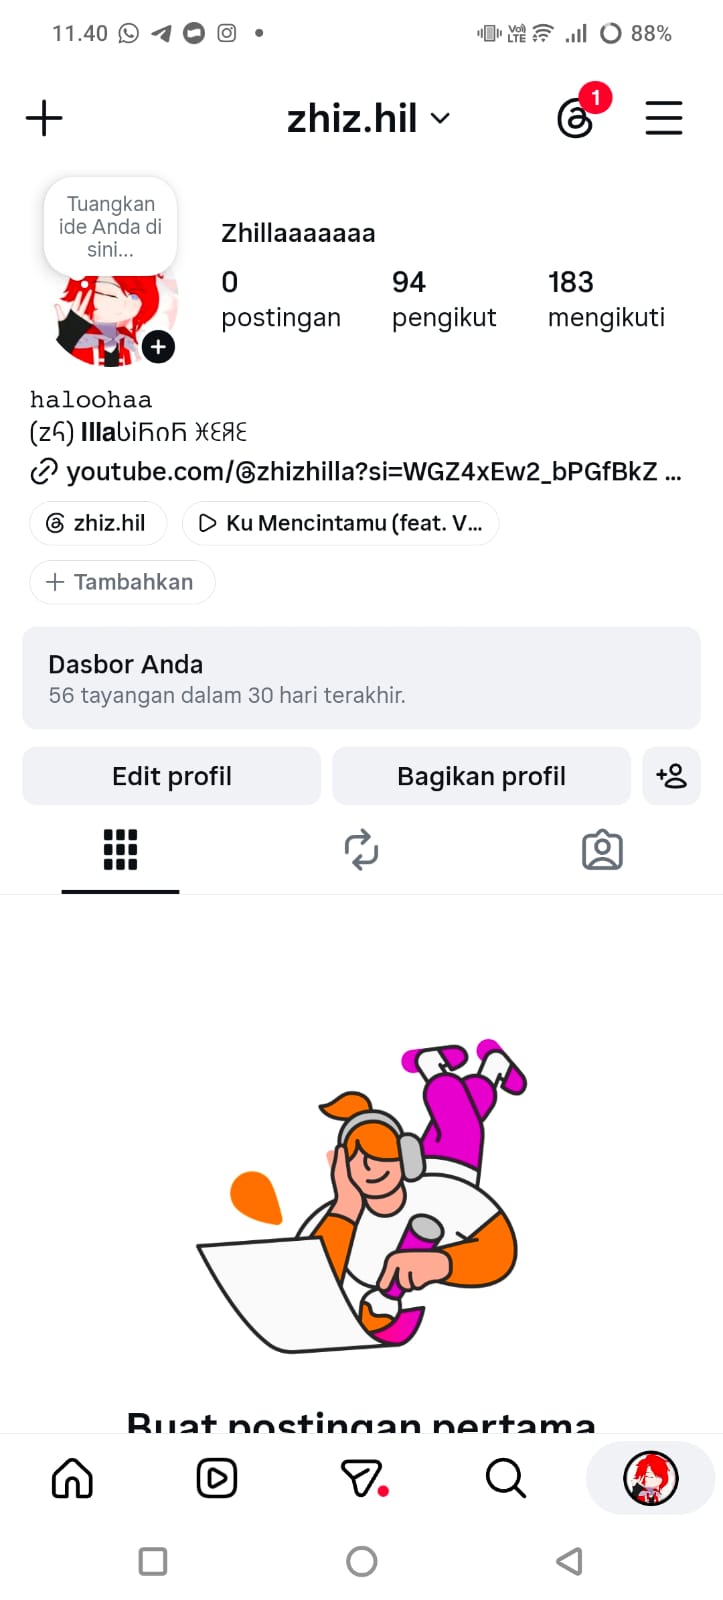 11.40
Vo)
LTE
88%
zhiz.hil
1
Tuangkan
ide Anda di
sini...
Zhillaaaaaaa
0
94
183
postingan
pengikut
mengikuti
haloohaa
youtube.com/@zhizhilla?si=WGZ4xEw2_bPGfBkZ ...
zhiz.hil
Ku Mencintamu (feat. V...
+ Tambahkan
Dasbor Anda
56 tayangan dalam 30 hari terakhir.
Edit profil
Bagikan profil
Buat postingan pertama